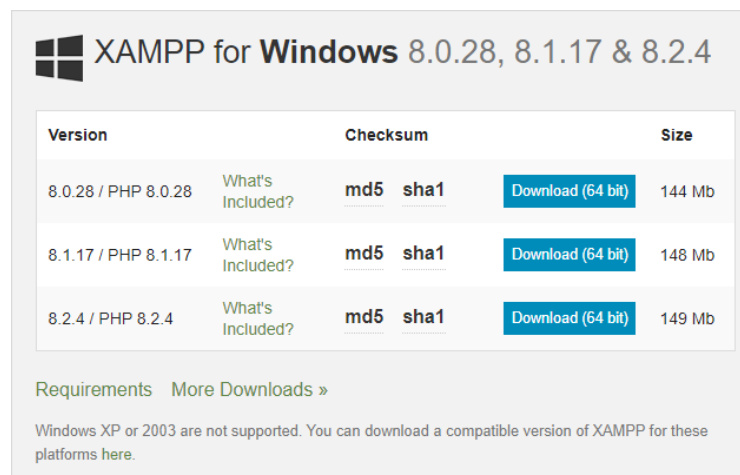 XAMPP for Windows 8.0.28, 8.1.17 & 8.2.4
Version Checksum Size
8.0.28 / PHP 8.0.28 What's Included? md5 sha1 Download (64 bit) 144 Mb
8.1.17 / PHP 8.1.17 What's Included? md5 sha1 Download (64 bit) 148 Mb
8.2.4 / PHP 8.2.4 What's Included? md5 sha1 Download (64 bit) 149 Mb
Requirements More Downloads »
Windows XP or 2003 are not supported. You can download a compatible version of XAMPP for these
platforms here.